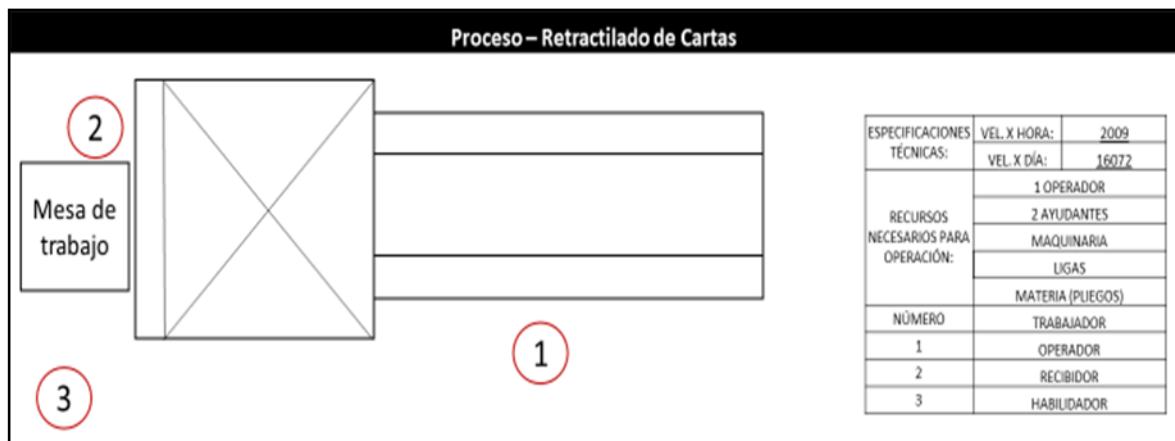 Proceso – Retractilado de Cartas
2
Mesa de
trabajo
3
1
ESPECIFICACIONES
TÉCNICAS:
VEL. X HORA: 2009
VEL. X DÍA: 16072
RECURSOS
NECESARIOS PARA
OPERACIÓN:
1 OPERADOR
2 AYUDANTES
MAQUINARIA
LIGAS
MATERIA (PLIEGOS)
NÚMERO TRABAJADOR
1 OPERADOR
2 RECIBIDOR
3 HABILIDADOR